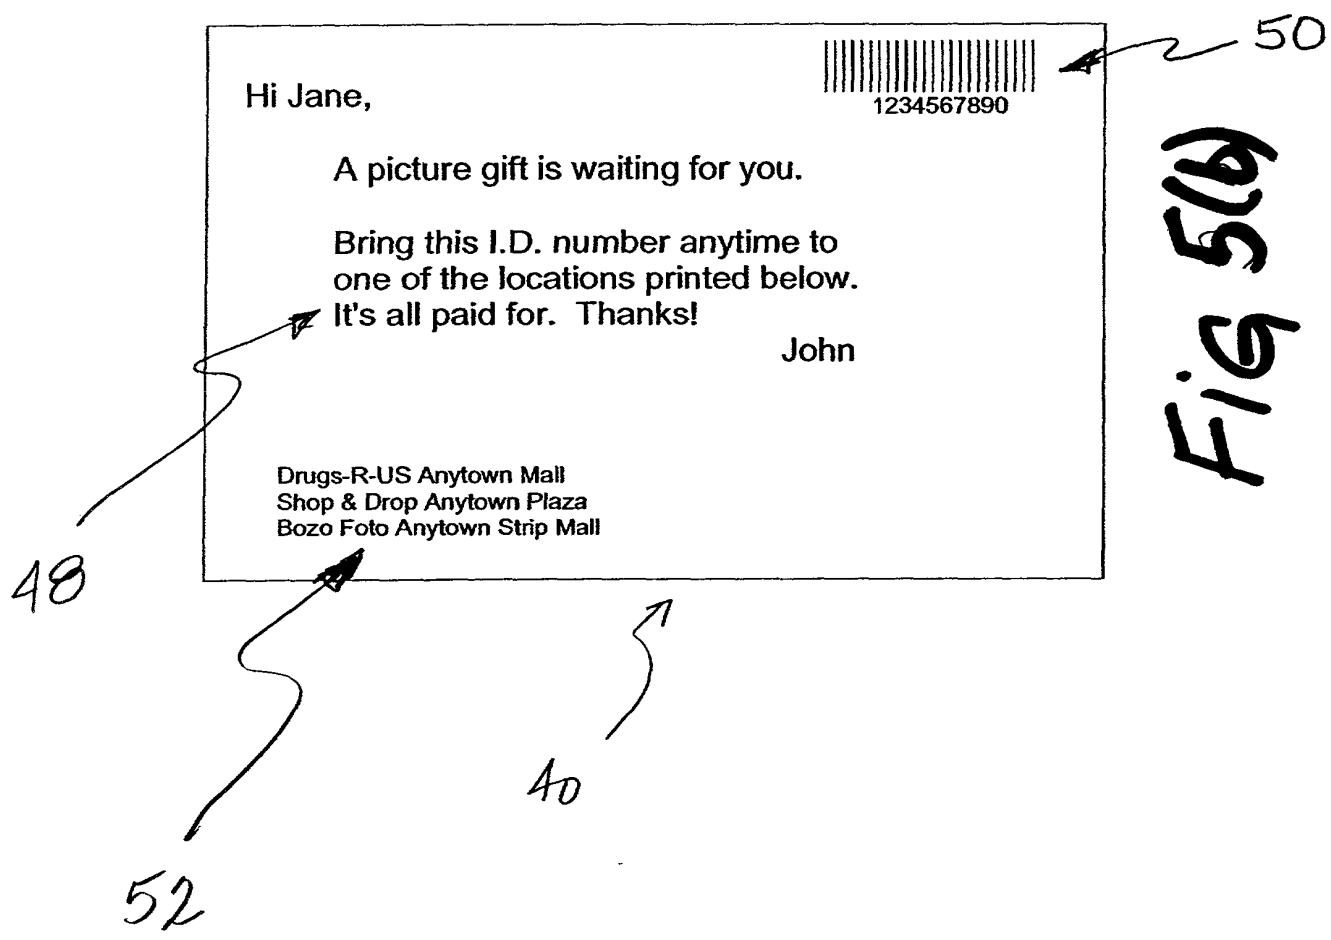 50
1234567890
Hi Jane,
A picture gift is waiting for you.
Bring this I.D. number anytime to
one of the locations printed below.
It's all paid for.  Thanks!
John
Drugs-R-US Anytown Mall
Shop & Drop Anytown Plaza
Bozo Foto Anytown Strip Mall
48
40
52
Fig 5(b)